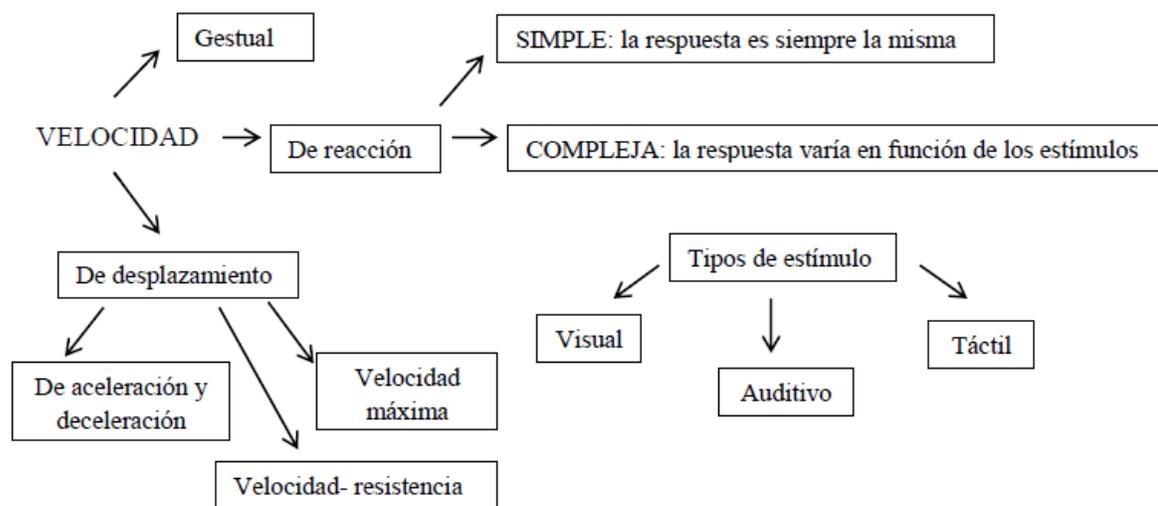 Gestual
SIMPLE: la respuesta es siempre la misma
VELOCIDAD
De reacción
COMPLEJA: la respuesta varía en función de los estímulos
De desplazamiento
Tipos de estímulo
Visual
Táctil
Auditivo
De aceleración y
deceleración
Velocidad
máxima
Velocidad- resistencia